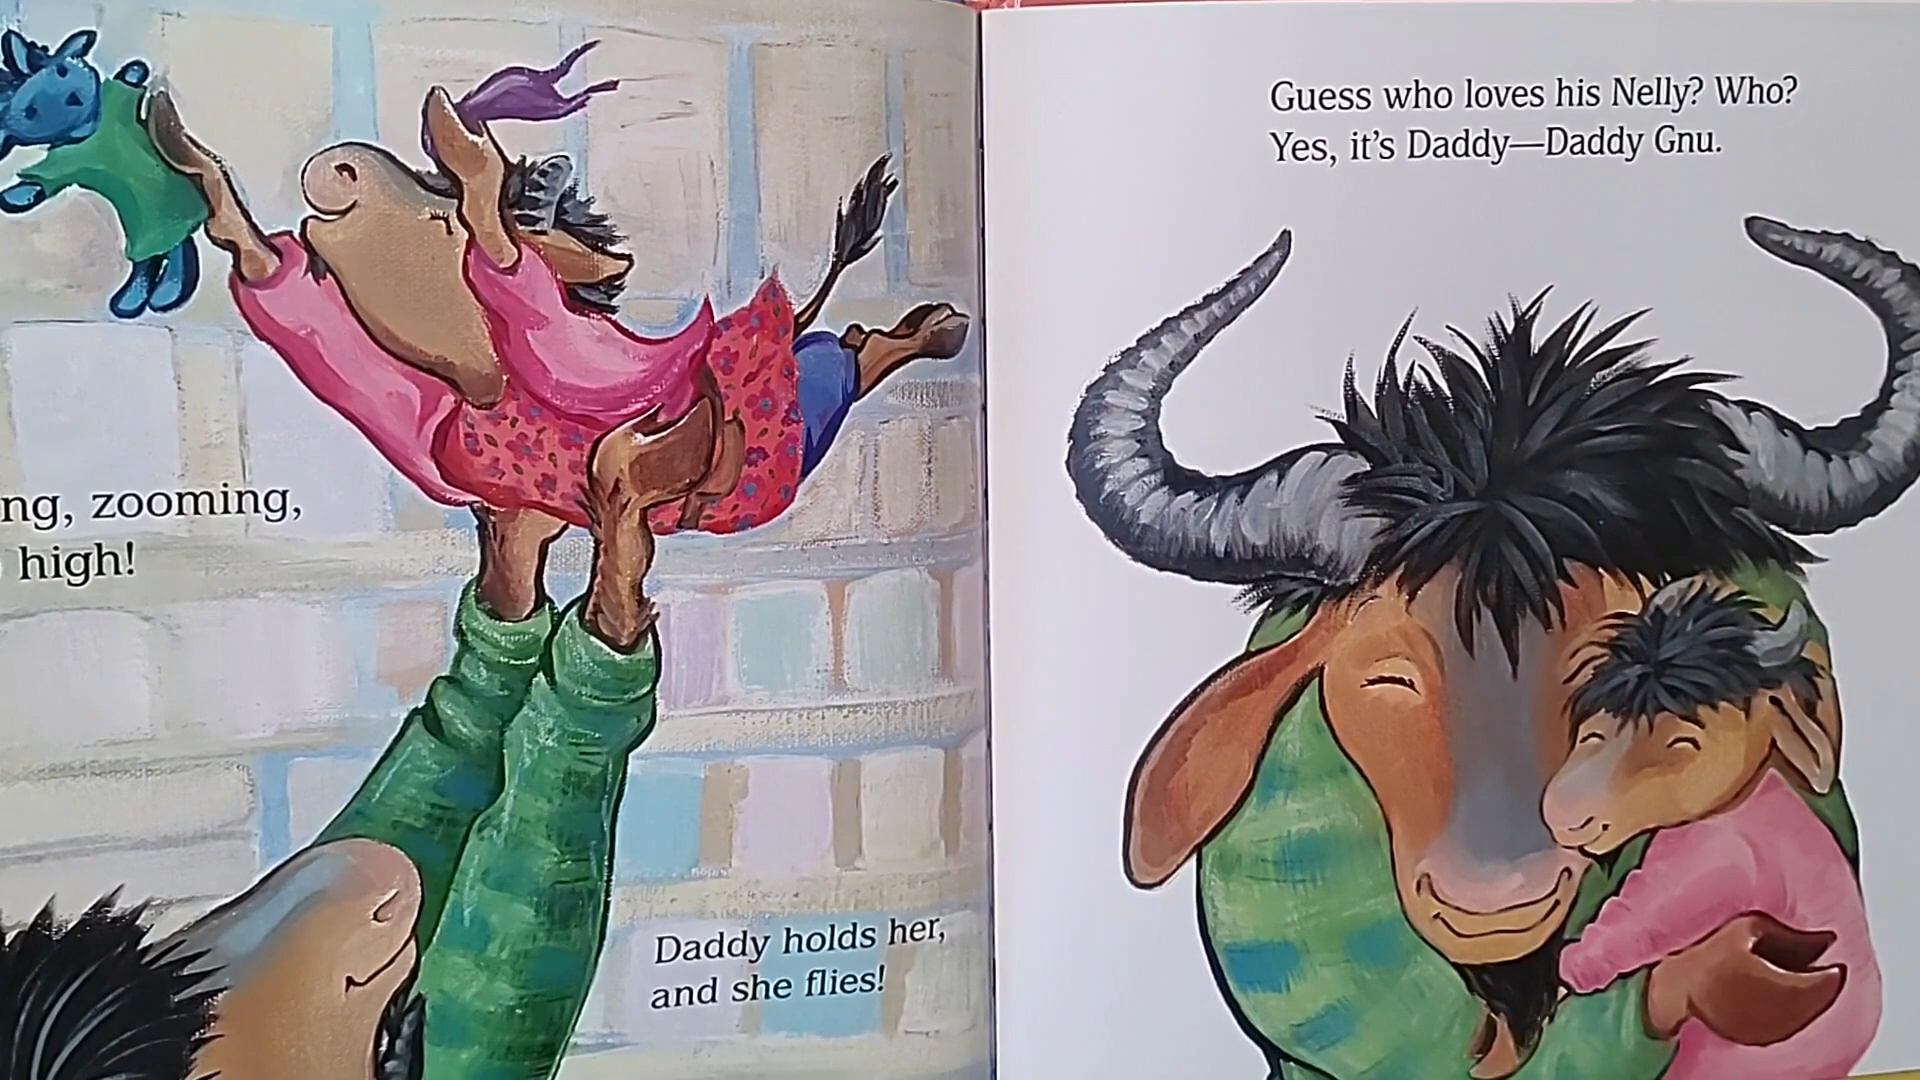 zooming,
high!
Daddy holds her,
and she flies!
Guess who loves his Nelly? Who?
Yes, it's Daddy—Daddy Gnu.